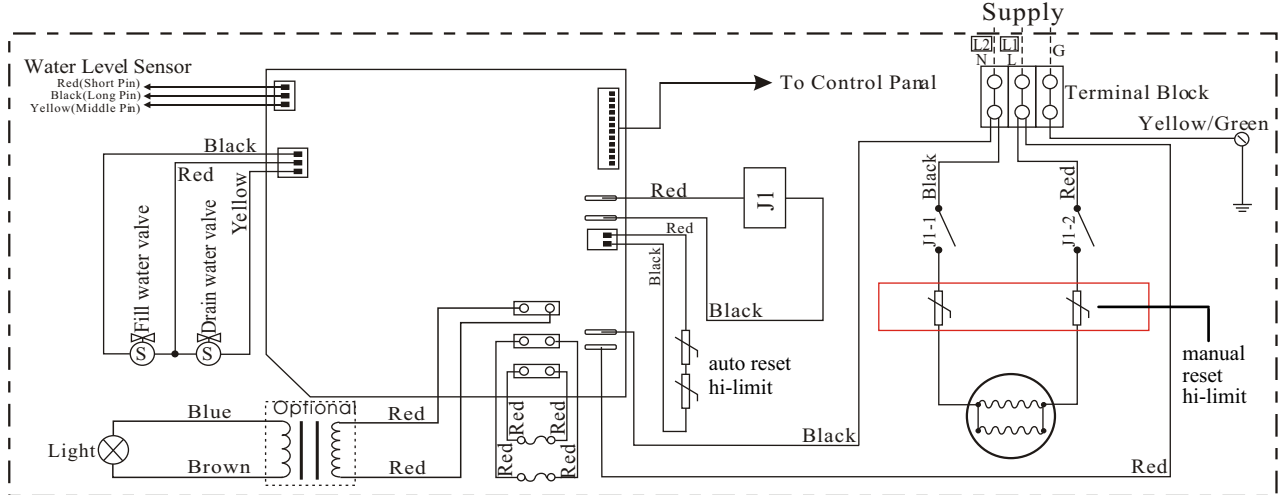 Supply
L2 L1 G
N L
Water Level Sensor
Red(Short Pin)
Black(Long Pin)
Yellow(Middle Pin)
To Control Panal
Terminal Block
Yellow/Green
Black
Red
Yellow
Fill water valve
Drain water valve
S
S
Red
J1
Red
Black
Black
Black
Red
J1-1
J1-2
auto reset
hi-limit
manual
reset
hi-limit
Optional
Blue
Brown
Light
Red
Red
Red
Red
Red
Red
Black
Red